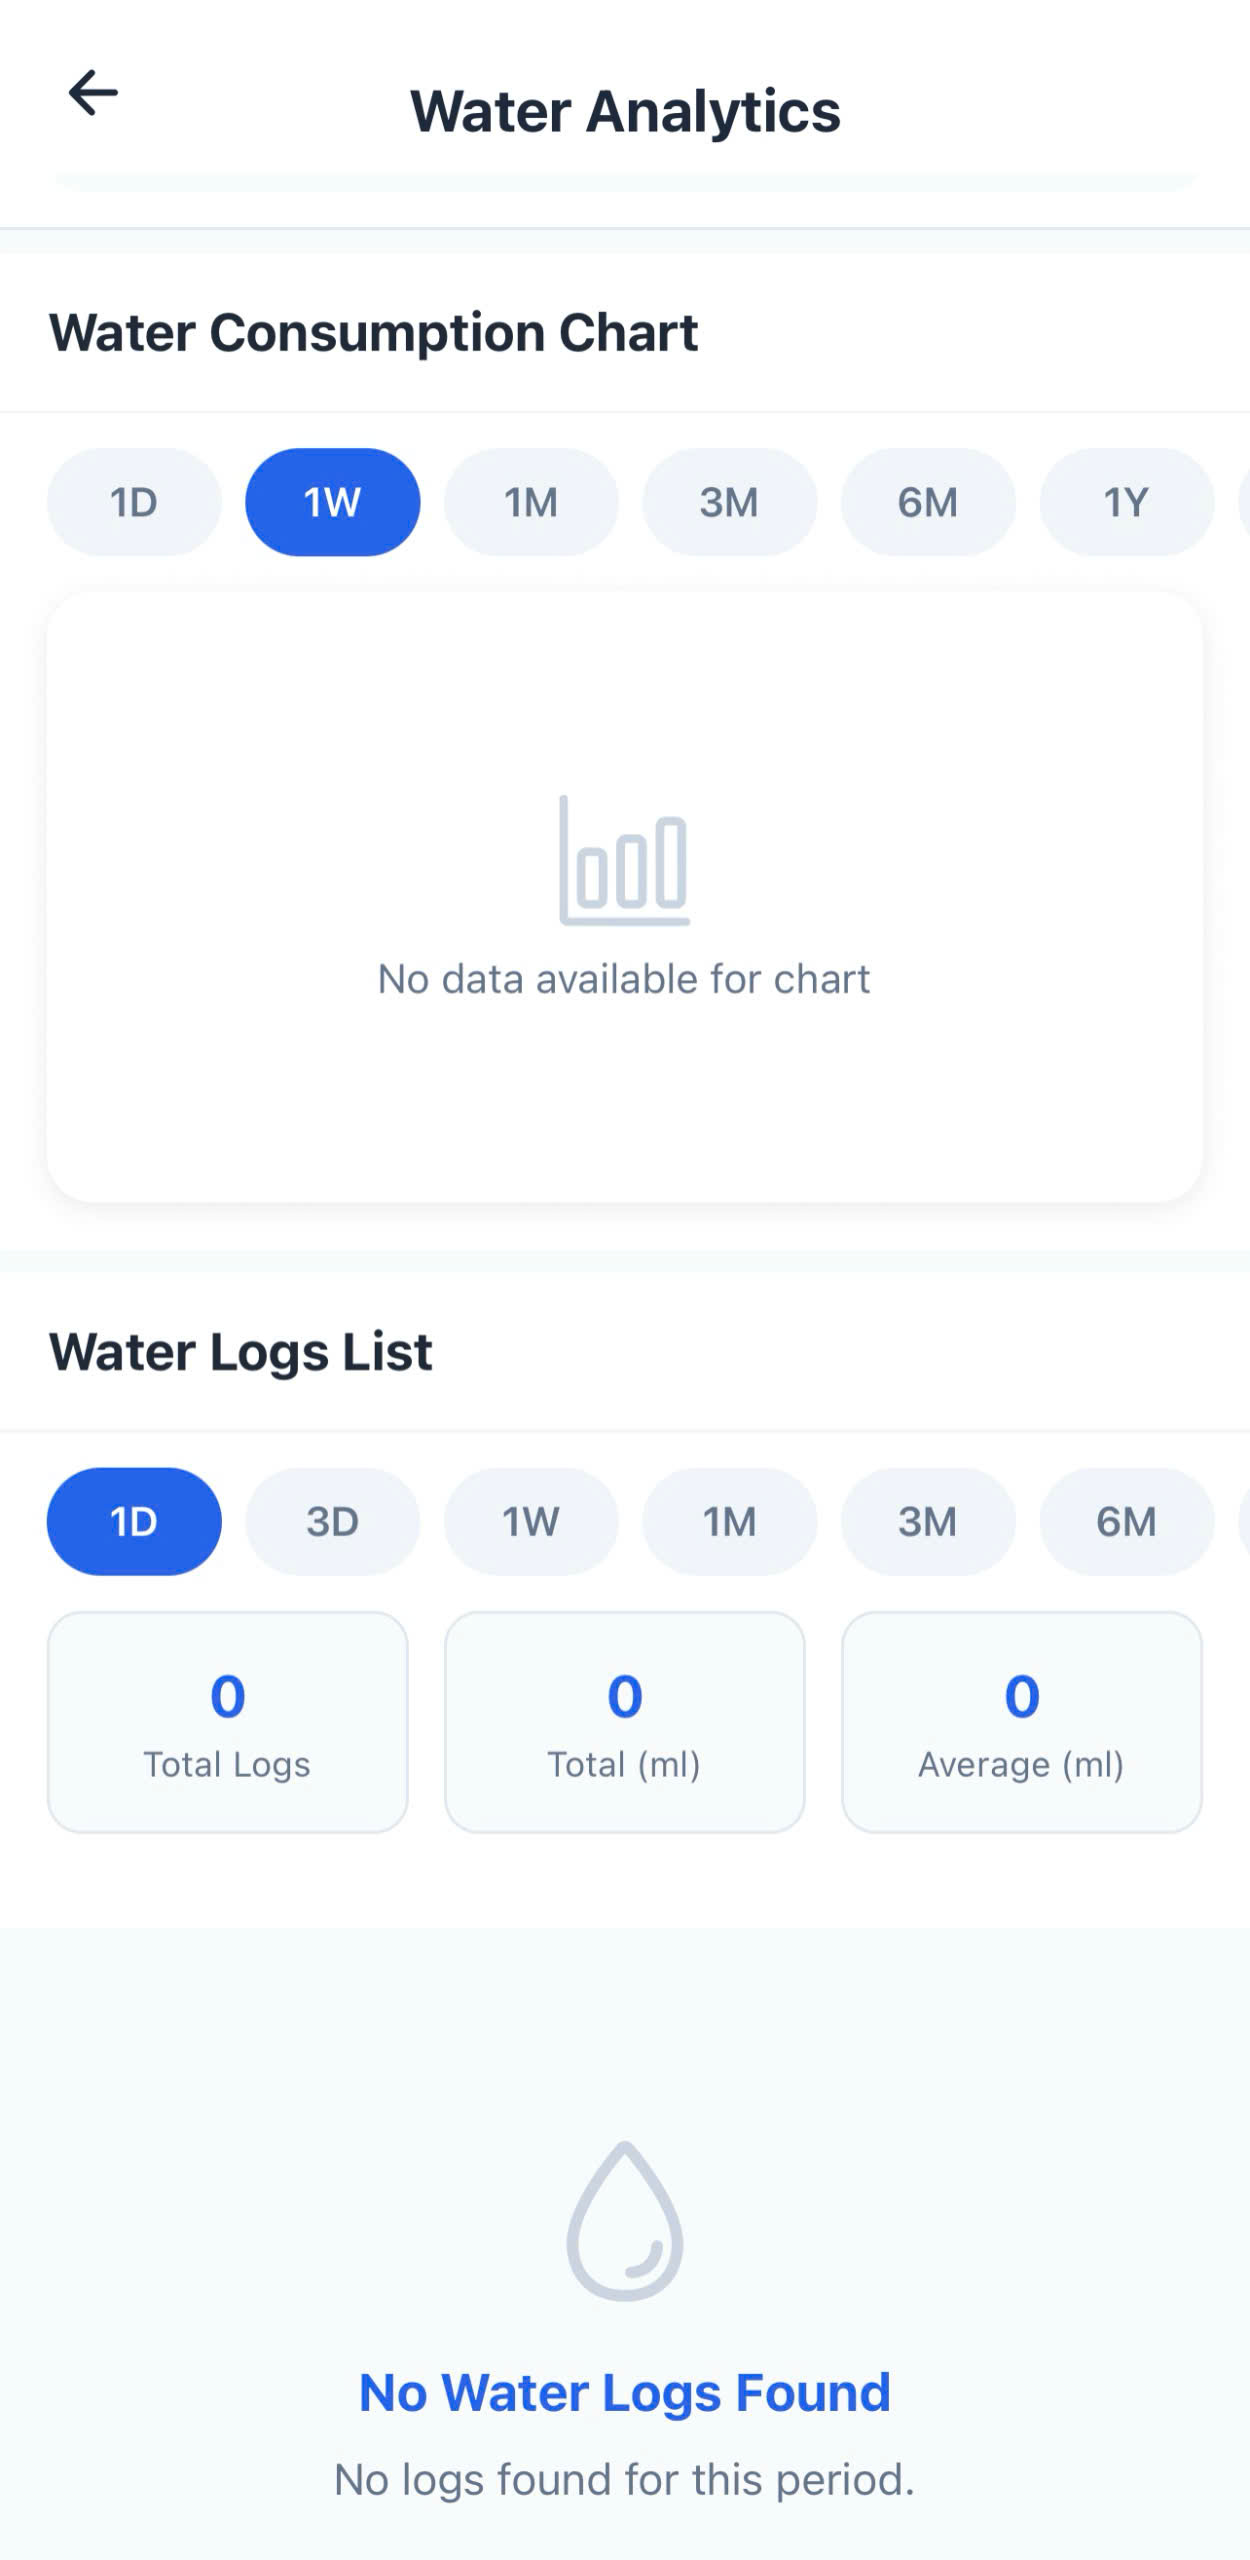 Water Analytics
Water Consumption Chart
1D 1W 1M 3M 6M 1Y
No data available for chart
Water Logs List
1D 3D 1W 1M 3M 6M
0 0 0
Total Logs Total (ml) Average (ml)
No Water Logs Found
No logs found for this period.